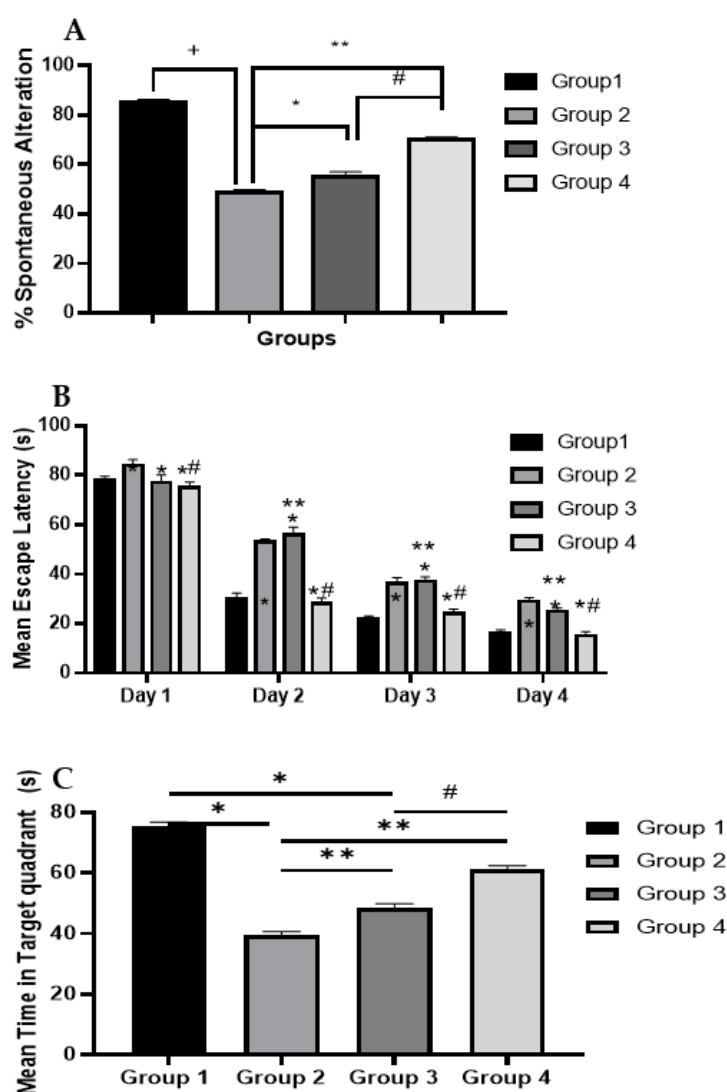 A
% Spontaneous Alteration
100
80
60
40
20
0
+
**
*
#
Groups
Group1
Group 2
Group 3
Group 4
B
Mean Escape Latency (s)
100
80
60
40
20
0
*
*
*#
**
*
*
*#
**
*
*
*#
**
*
*
*#
Day 1
Day 2
Day 3
Day 4
Group1
Group 2
Group 3
Group 4
C
Mean Time in Target quadrant (s)
80
60
40
20
0
*
*
#
**
**
Group 1
Group 2
Group 3
Group 4
Group 1
Group 2
Group 3
Group 4